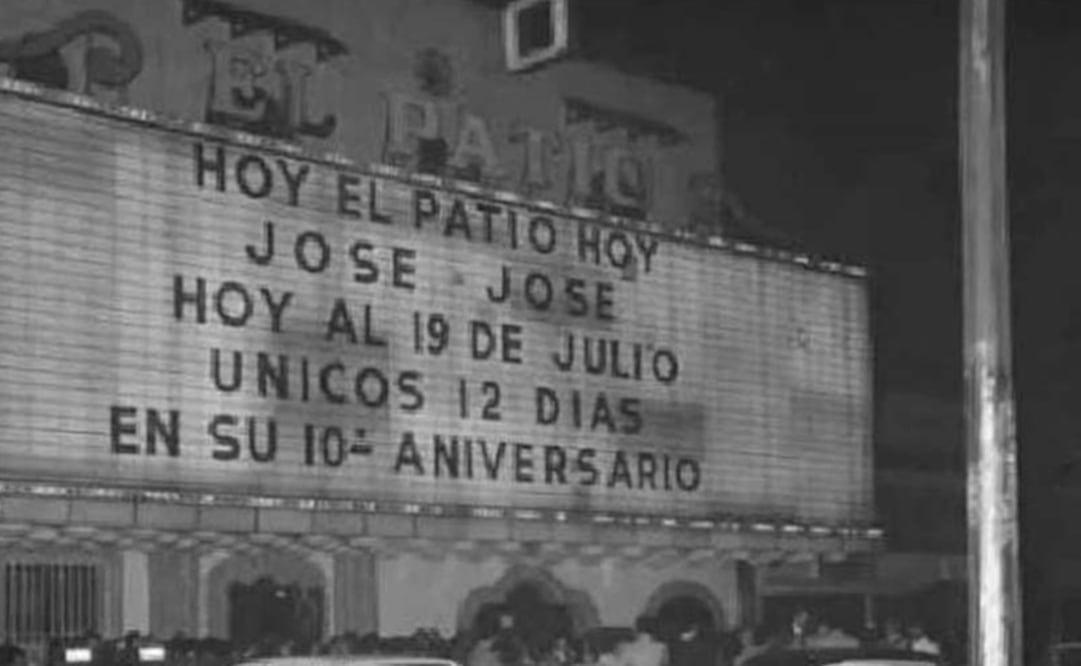 EL PATIO
HOY EL PATIO HOY
JOSE JOSE
HOY AL 19 DE JULIO
UNICOS 12 DIAS
EN SU 10º ANIVERSARIO